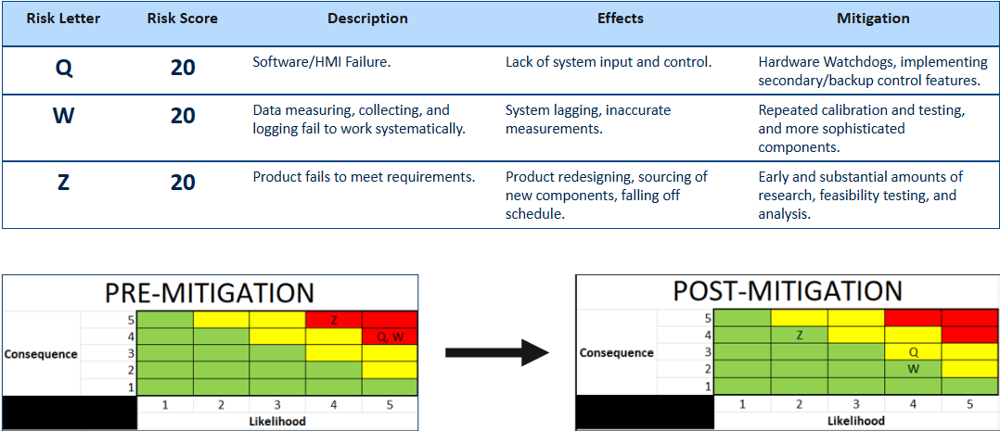 Risk Letter Risk Score Description Effects Mitigation
Q 20 Software/HMI Failure. Lack of system input and control. Hardware Watchdogs, implementing
secondary/backup control features.
W 20 Data measuring, collecting, and System lagging, inaccurate Repeated calibration and testing,
logging fail to work systematically. measurements. and more sophisticated
components.
Z 20 Product fails to meet requirements. Product redesigning, sourcing of Early and substantial amounts of
new components, falling off research, feasibility testing, and
schedule. analysis.
PRE-MITIGATION
5 Z
4 Q, W
Consequence 3
2
1
1 2 3 4 5
Likelihood
POST-MITIGATION
5
4 Z
Consequence 3 Q
2 W
1
1 2 3 4 5
Likelihood